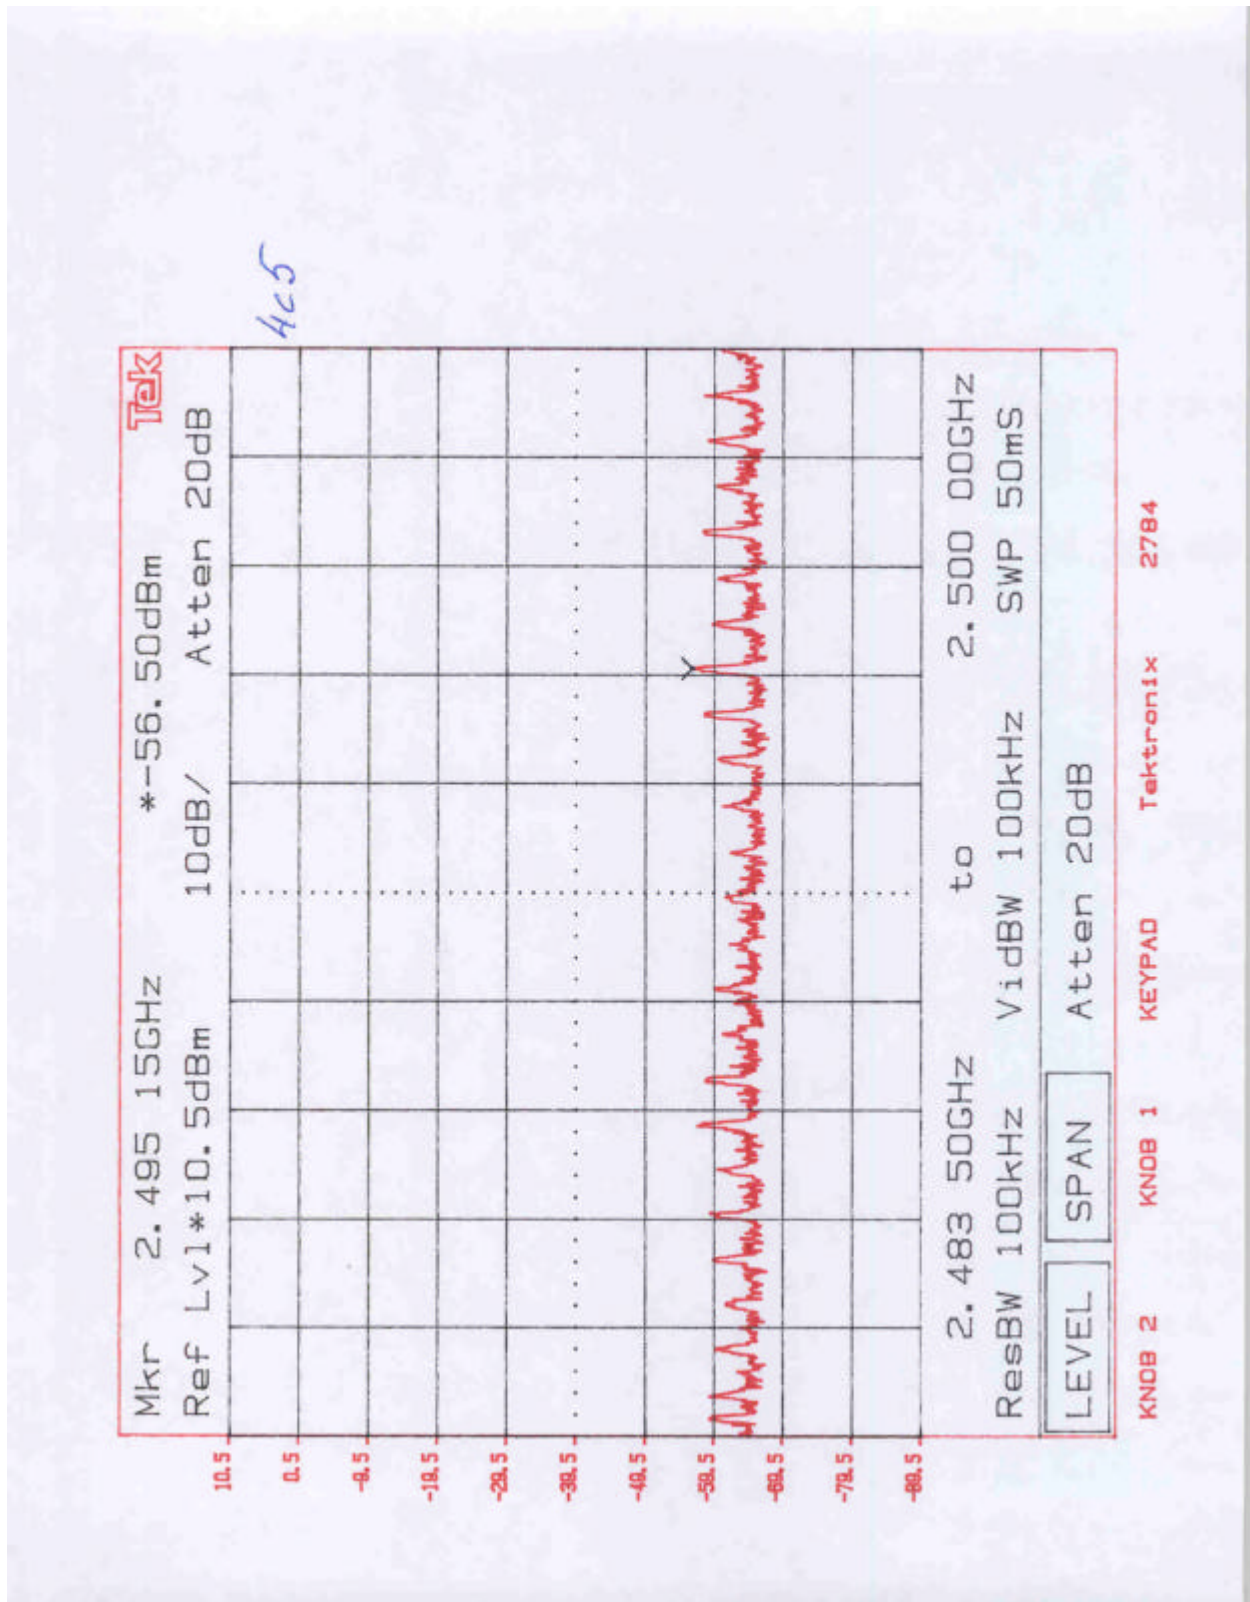 4c5
Mkr 2.495 15GHz *-56.50dBm Tek
Ref Lvl*10.5dBm 10dB/ Atten 20dB
10.5
0.5
-9.5
-19.5
-29.5
-39.5
-49.5
-59.5
-69.5
-79.5
-89.5
2.483 50GHz to 2.500 00GHz
ResBW 100kHz VidBW 100kHz SWP 50mS
LEVEL SPAN Atten 20dB
KNOB 2 KNOB 1 KEYPAD Tektronix 2784